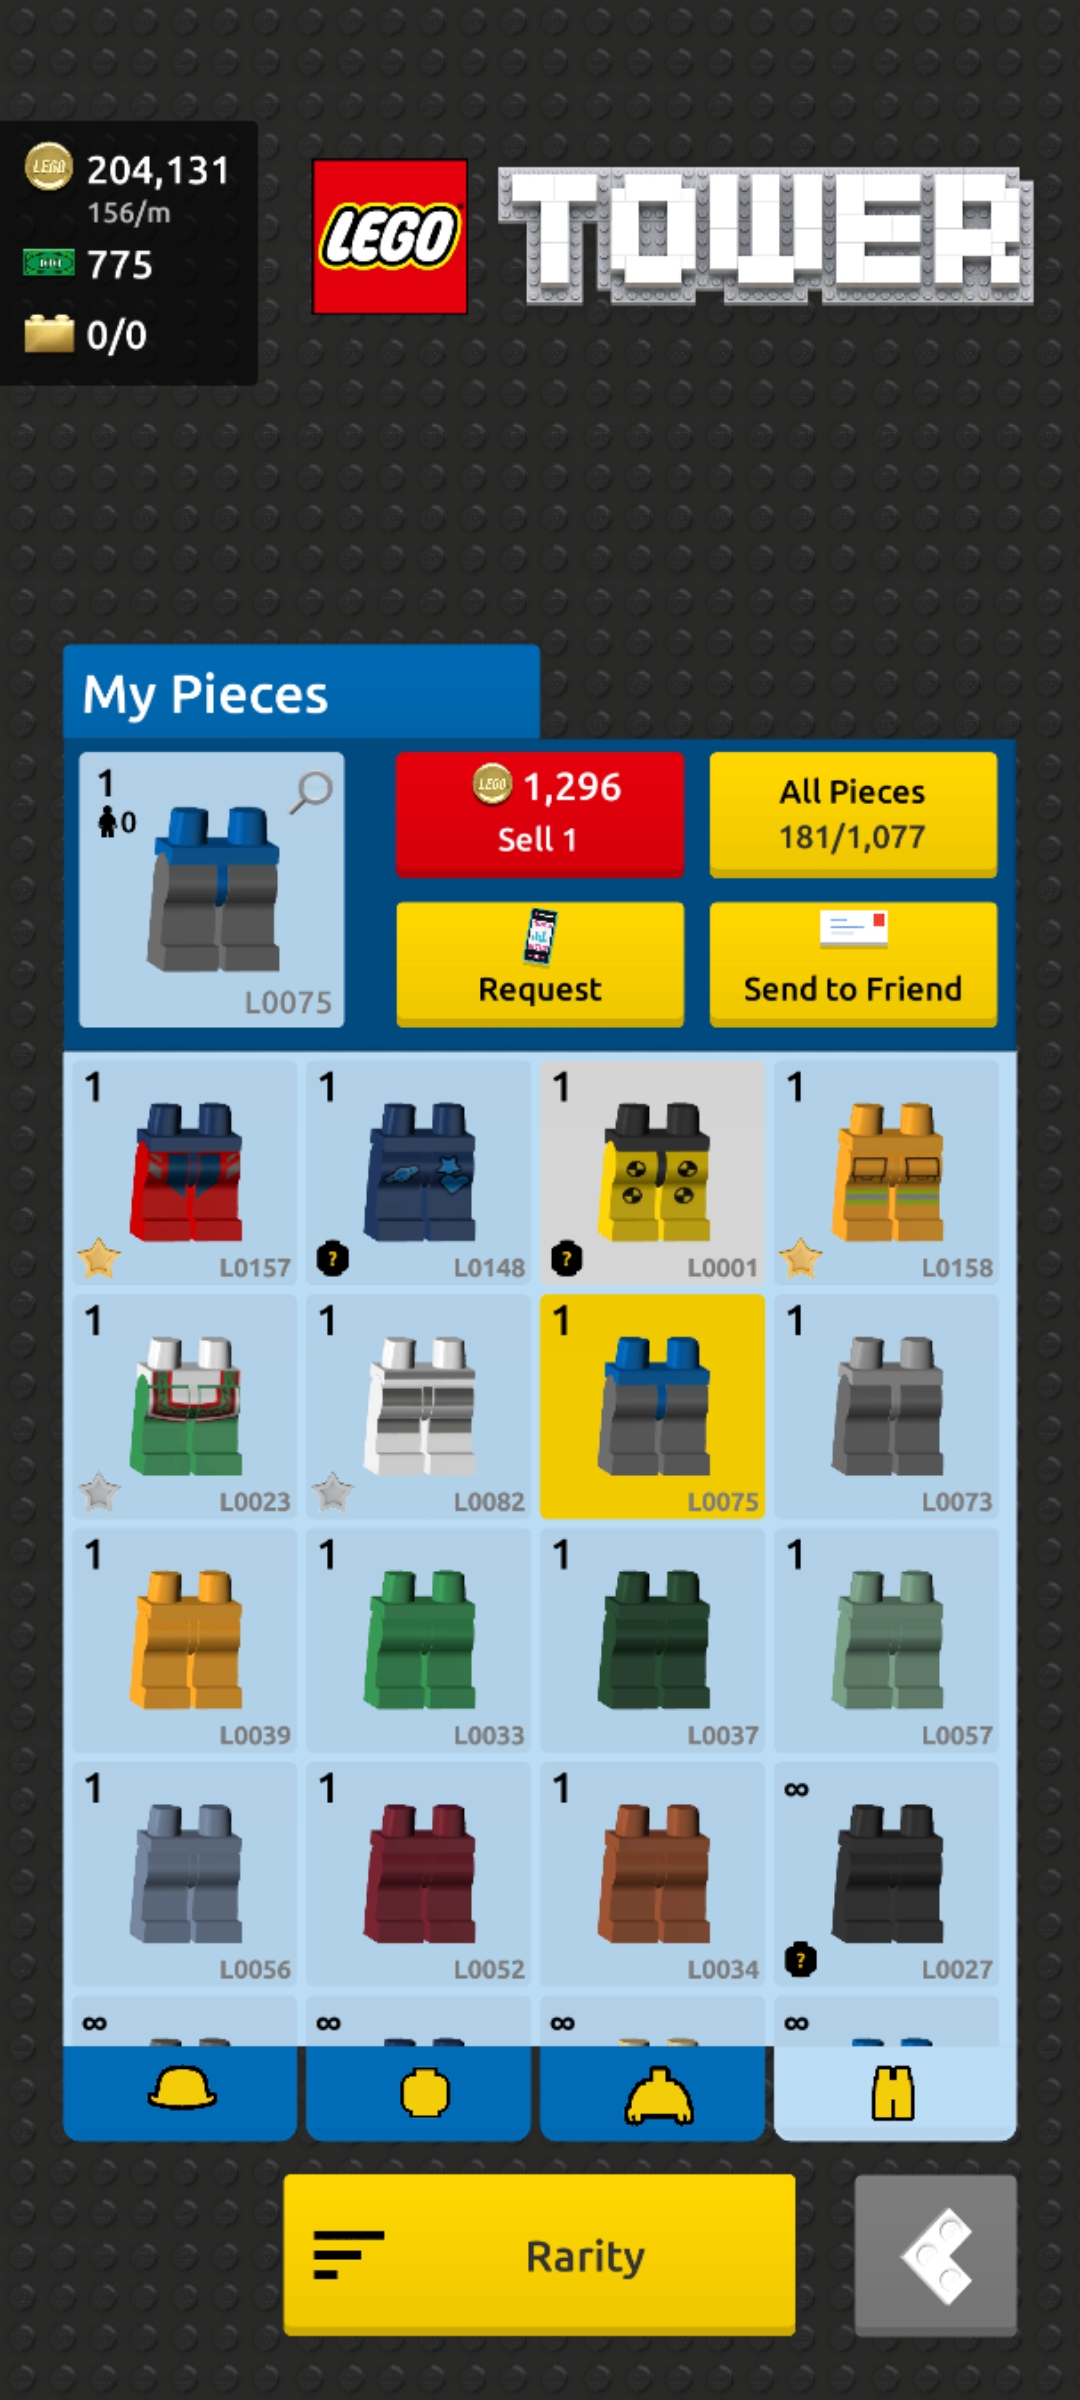 LEGO 204,131
156/m
775
0/0
LEGO TOWER
My Pieces
1
0
L0075
LEGO 1,296
Sell 1
All Pieces
181/1,077
Request
Send to Friend
1 1 1 1
? ?
L0157 L0148 L0001 L0158
1 1 1 1
L0023 L0082 L0075 L0073
1 1 1 1
L0039 L0033 L0037 L0057
1 1 1 ∞
?
L0056 L0052 L0034 L0027
∞ ∞ ∞ ∞
Rarity